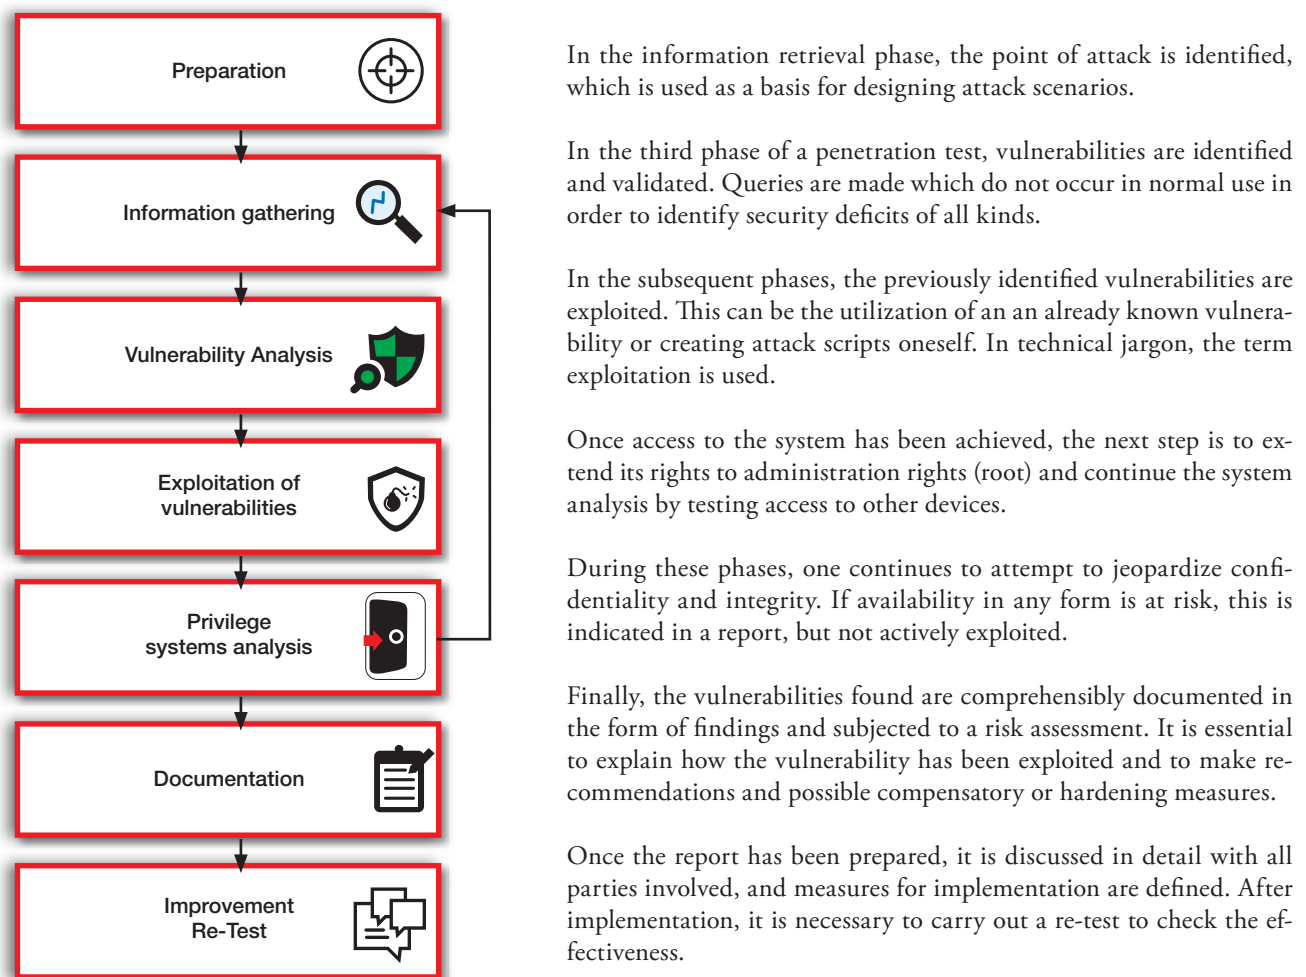 Preparation
Information gathering
Vulnerability Analysis
Exploitation of
vulnerabilities
Privilege
systems analysis
Documentation
Improvement
Re-Test
In the information retrieval phase, the point of attack is identified,
which is used as a basis for designing attack scenarios.
In the third phase of a penetration test, vulnerabilities are identified
and validated. Queries are made which do not occur in normal use in
order to identify security deficits of all kinds.
In the subsequent phases, the previously identified vulnerabilities are
exploited. This can be the utilization of an an already known vulnera-
bility or creating attack scripts oneself. In technical jargon, the term
exploitation is used.
Once access to the system has been achieved, the next step is to ex-
tend its rights to administration rights (root) and continue the system
analysis by testing access to other devices.
During these phases, one continues to attempt to jeopardize confi-
dentiality and integrity. If availability in any form is at risk, this is
indicated in a report, but not actively exploited.
Finally, the vulnerabilities found are comprehensibly documented in
the form of findings and subjected to a risk assessment. It is essential
to explain how the vulnerability has been exploited and to make re-
commendations and possible compensatory or hardening measures.
Once the report has been prepared, it is discussed in detail with all
parties involved, and measures for implementation are defined. After
implementation, it is necessary to carry out a re-test to check the ef-
fectiveness.